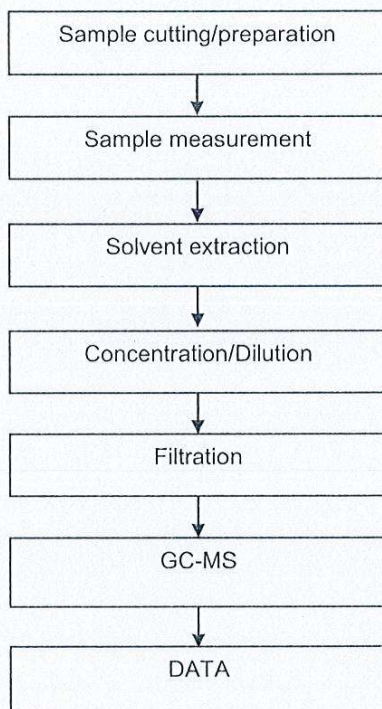 Sample cutting/preparation
Sample measurement
Solvent extraction
Concentration/Dilution
Filtration
GC-MS
DATA